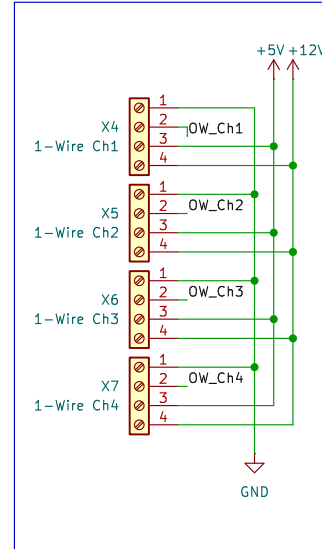 +5V +12V
1
X4
2
OW_Ch1
1-Wire Ch1
3
4
1
X5
2
OW_Ch2
1-Wire Ch2
3
4
1
X6
2
OW_Ch3
1-Wire Ch3
3
4
1
X7
2
OW_Ch4
1-Wire Ch4
3
4
GND